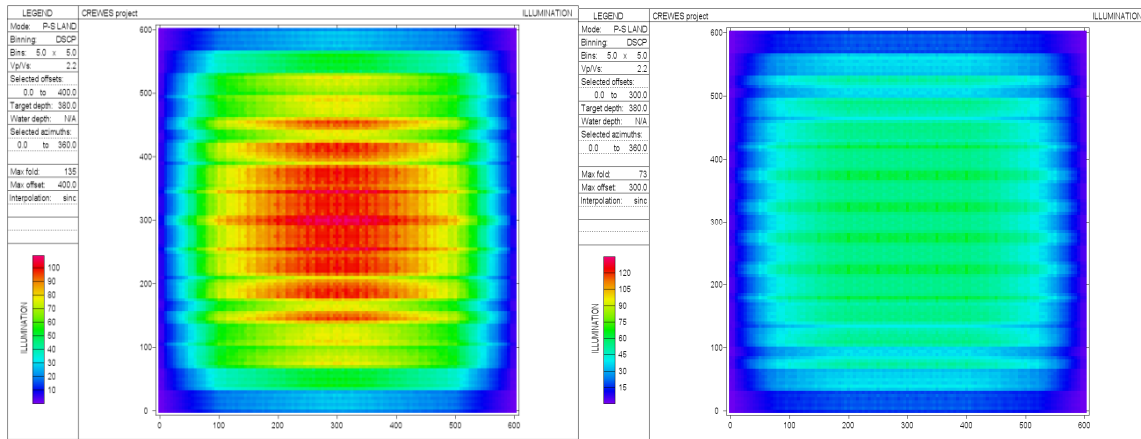 LEGEND
CREWES project
ILLUMINATION
Mode: P-S LAND
Binning: DSCP
Bins: 5.0 x 5.0
Vp/Vs: 2.2
Selected offsets:
0.0 to 400.0
Target depth: 380.0
Water depth: N/A
Selected azimuths:
0.0 to 360.0
Max fold: 135
Max offset: 400.0
Interpolation: sinc
ILLUMINATION
100
90
80
70
60
50
40
30
20
10
600
500
400
300
200
100
0
0 100 200 300 400 500 600
LEGEND
CREWES project
ILLUMINATION
Mode: P-S LAND
Binning: DSCP
Bins: 5.0 x 5.0
Vp/Vs: 2.2
Selected offsets:
0.0 to 300.0
Target depth: 380.0
Water depth: N/A
Selected azimuths:
0.0 to 360.0
Max fold: 73
Max offset: 300.0
Interpolation: sinc
ILLUMINATION
120
105
90
75
60
45
30
15
600
500
400
300
200
100
0
0 100 200 300 400 500 600